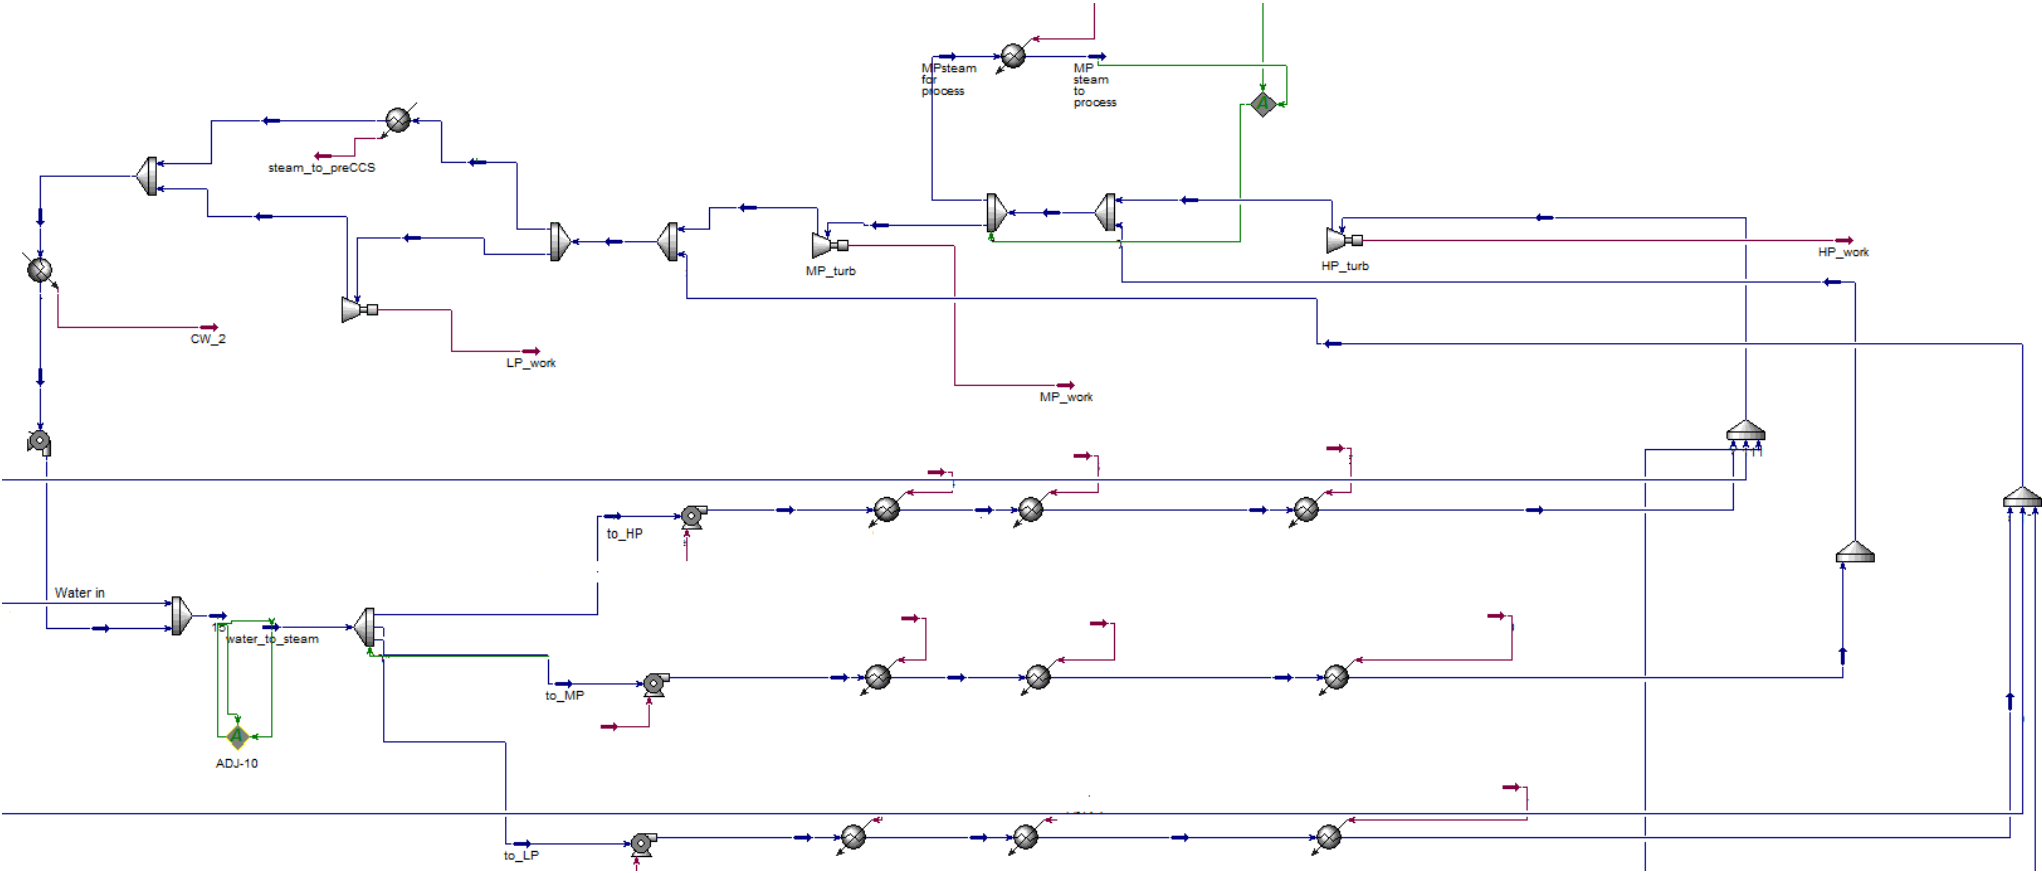 MPsteam
for
process
MP
steam
to
process
A
steam_to_preCCS
HP_work
HP_turb
MP_turb
CW_2
LP_work
MP_work
to_HP
Water in
water_to_steam
to_MP
A
ADJ-10
to_LP